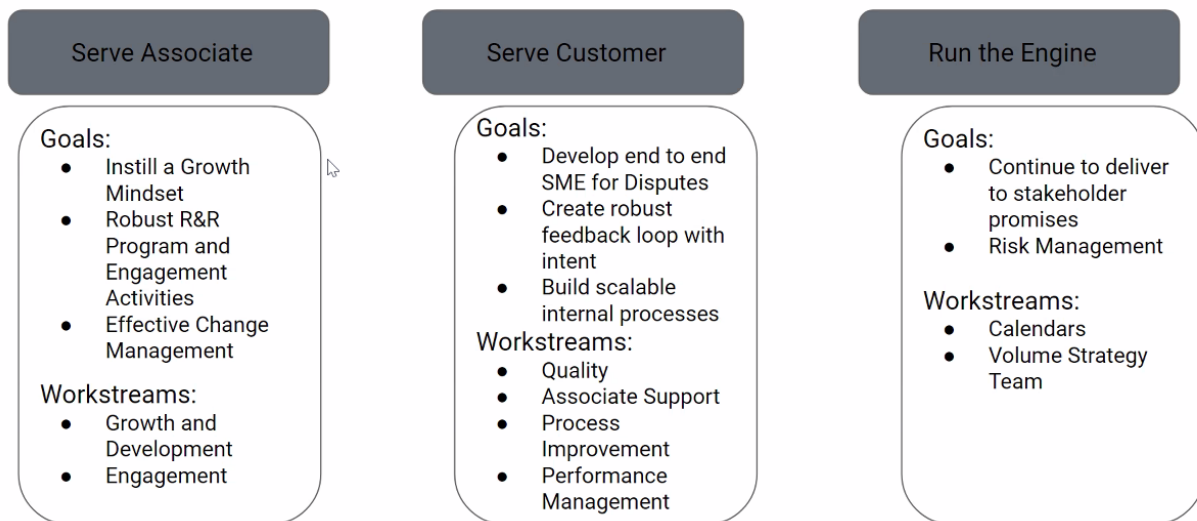 Serve Associate
Goals:
● Instill a Growth
Mindset
● Robust R&R
Program and
Engagement
Activities
● Effective Change
Management
Workstreams:
● Growth and
Development
● Engagement
Serve Customer
Goals:
● Develop end to end
SME for Disputes
● Create robust
feedback loop with
intent
● Build scalable
internal processes
Workstreams:
● Quality
● Associate Support
● Process
Improvement
● Performance
Management
Run the Engine
Goals:
● Continue to deliver
to stakeholder
promises
● Risk Management
Workstreams:
● Calendars
● Volume Strategy
Team